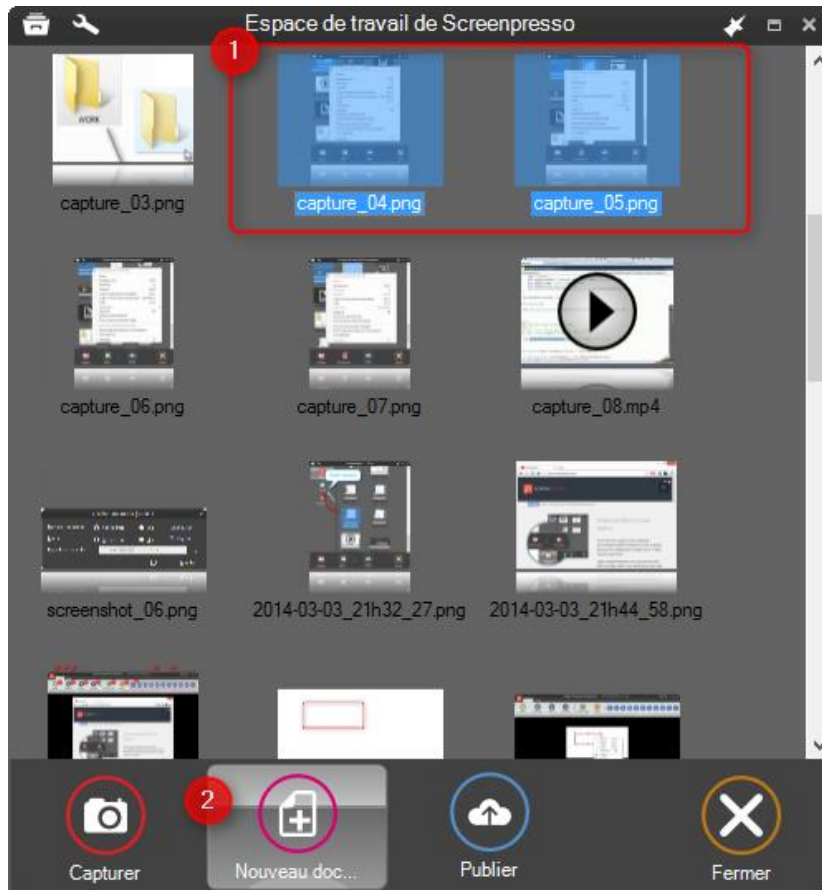 Espace de travail de Screenpresso
1
WORK
capture_03.png
capture_04.png
capture_05.png
capture_06.png
capture_07.png
capture_08.mp4
screenshot_06.png
2014-03-03_21h32_27.png
2014-03-03_21h44_58.png
2
Capturer
Nouveau doc...
Publier
Fermer